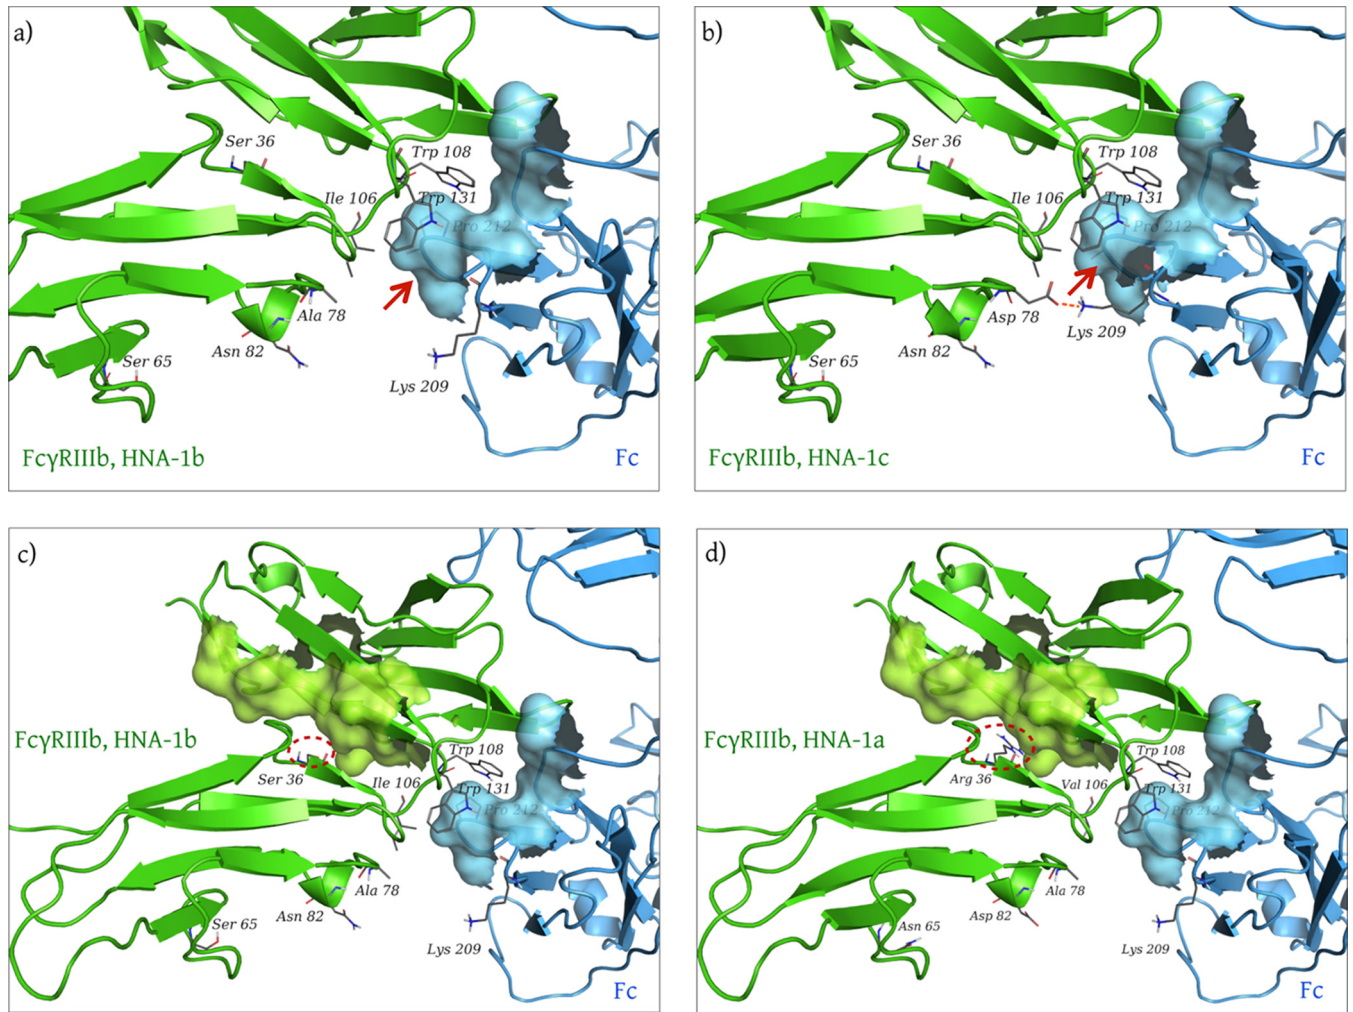 a)
Ser 36
Trp 108
Ile 106
Trp 131
Pro 212
Ala 78
Asn 82
Ser 65
Lys 209
FcγRIIIb, HNA-1b
Fc
b)
Ser 36
Trp 108
Ile 106
Trp 131
Pro 212
Asp 78
Lys 209
Asn 82
Ser 65
FcγRIIIb, HNA-1c
Fc
c)
FcγRIIIb, HNA-1b
Ser 36
Trp 108
Ile 106
Trp 131
Pro 212
Ala 78
Asn 82
Ser 65
Lys 209
Fc
d)
FcγRIIIb, HNA-1a
Arg 36
Trp 108
Val 106
Trp 131
Pro 212
Ala 78
Asp 82
Asn 65
Lys 209
Fc